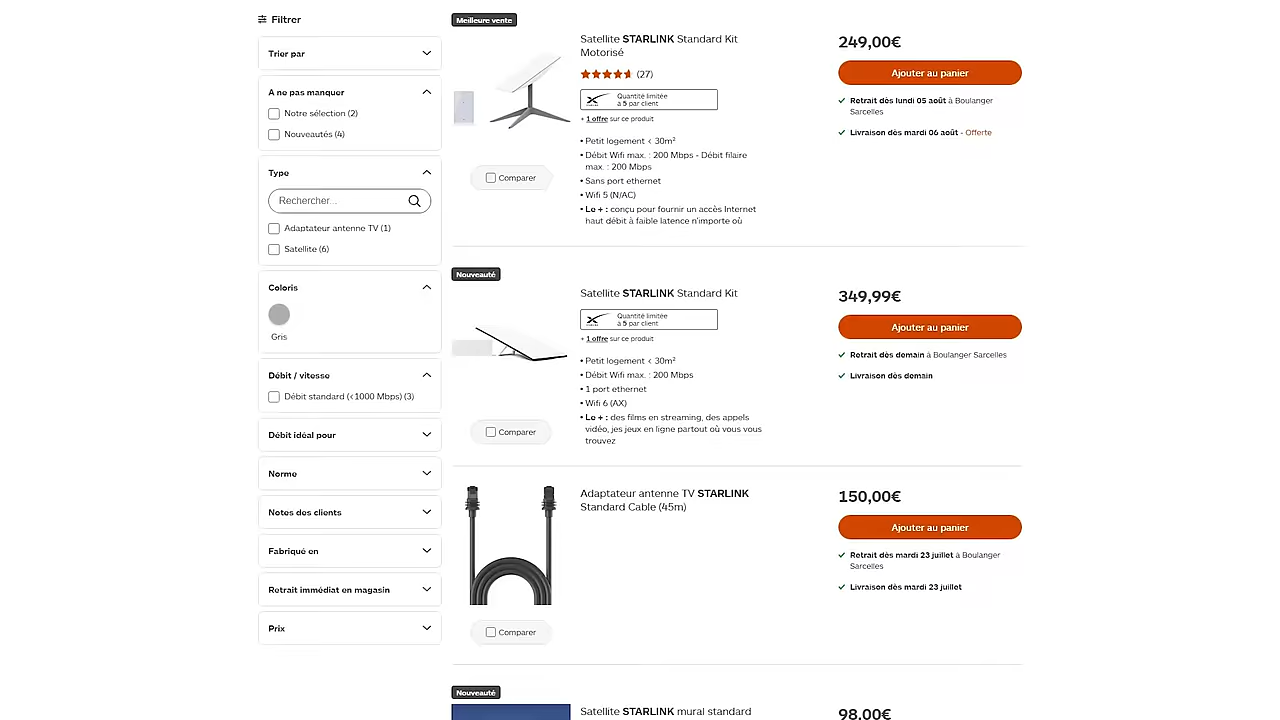 Filtrer
Trier par
A ne pas manquer
Notre sélection (2)
Nouveautés (4)
Type
Rechercher...
Adaptateur antenne TV (1)
Satellite (6)
Coloris
Gris
Débit / vitesse
Débit standard (<1000 Mbps) (3)
Débit idéal pour
Norme
Notes des clients
Fabriqué en
Retrait immédiat en magasin
Prix
Meilleure vente
Satellite STARLINK Standard Kit
Motorisé
(27)
Quantité limitée
à 5 par client
+ 1 offre sur ce produit
• Petit logement < 30m²
• Débit Wifi max. : 200 Mbps - Débit filaire
max. : 200 Mbps
• Sans port ethernet
• Wifi 5 (N/AC)
• Le + : conçu pour fournir un accès Internet
haut débit à faible latence n'importe où
Comparer
249,00€
Ajouter au panier
Retrait dès lundi 05 août à Boulanger
Sarcelles
Livraison dès mardi 06 août - Offerte
Nouveauté
Satellite STARLINK Standard Kit
Quantité limitée
à 5 par client
+ 1 offre sur ce produit
• Petit logement < 30m²
• Débit Wifi max. : 200 Mbps
• 1 port ethernet
• Wifi 6 (AX)
• Le + : des films en streaming, des appels
vidéo, jes jeux en ligne partout où vous vous
trouvez
Comparer
349,99€
Ajouter au panier
Retrait dès demain à Boulanger Sarcelles
Livraison dès demain
Adaptateur antenne TV STARLINK
Standard Cable (45m)
Comparer
150,00€
Ajouter au panier
Retrait dès mardi 23 juillet à Boulanger
Sarcelles
Livraison dès mardi 23 juillet
Nouveauté
Satellite STARLINK mural standard
98,00€